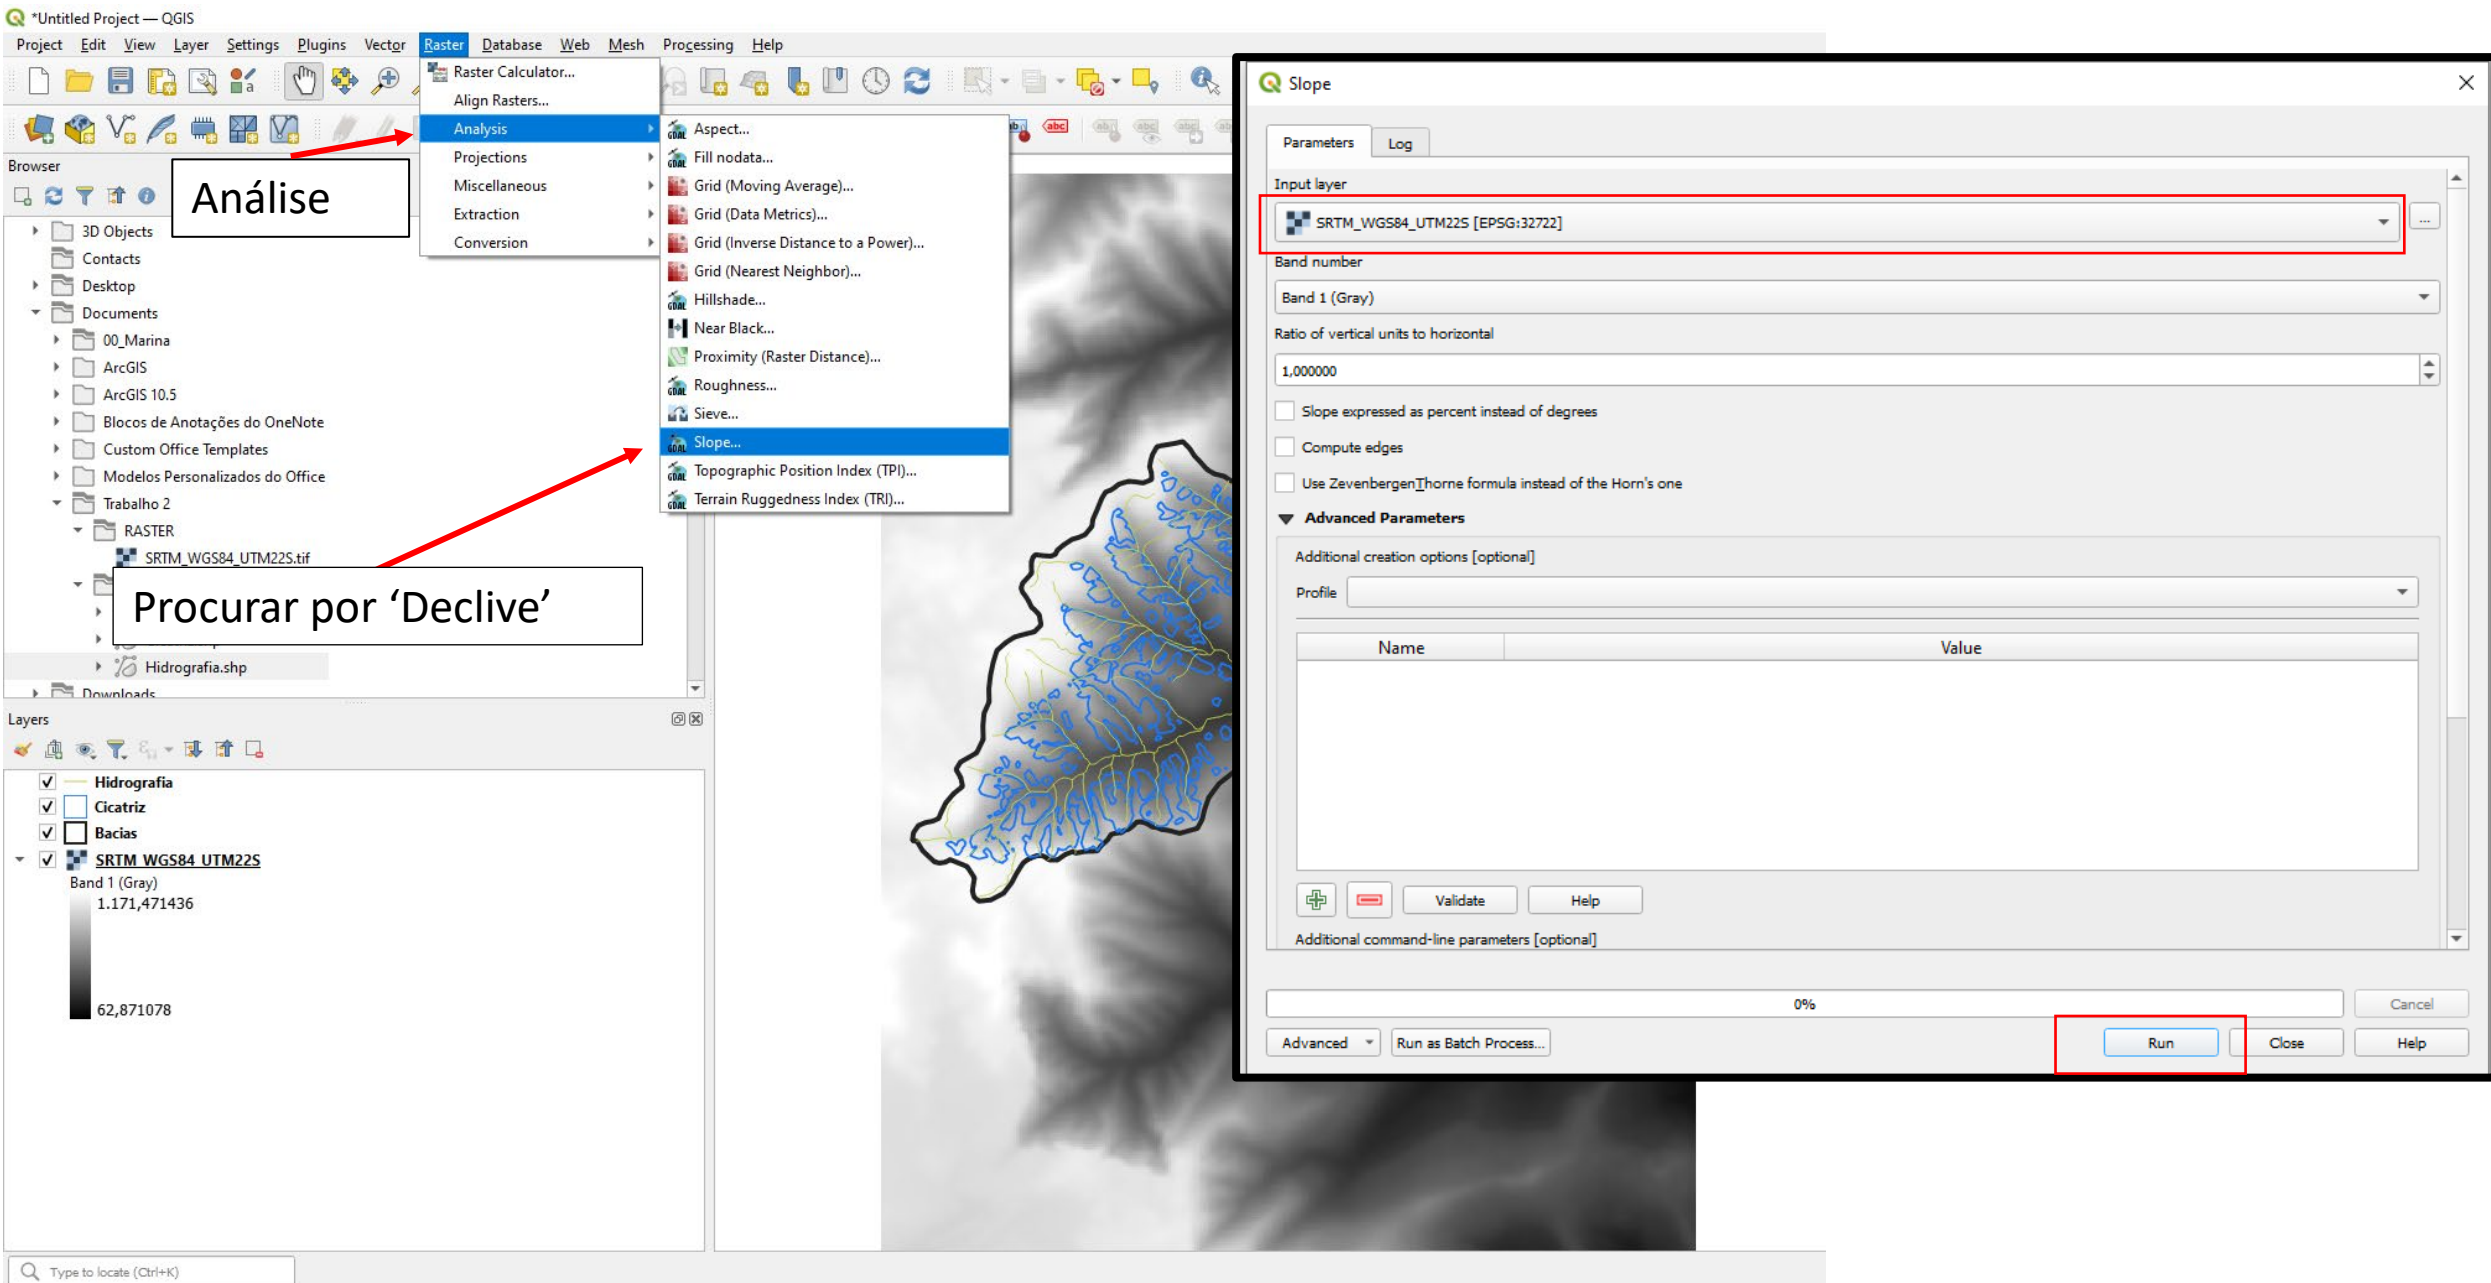 *Untitled Project — QGIS
Project Edit View Layer Settings Plugins Vector Raster Database Web Mesh Processing Help
Raster Calculator...
Align Rasters...
Analysis
Projections
Miscellaneous
Extraction
Conversion
Aspect...
Fill nodata...
Grid (Moving Average)...
Grid (Data Metrics)...
Grid (Inverse Distance to a Power)...
Grid (Nearest Neighbor)...
Hillshade...
Near Black...
Proximity (Raster Distance)...
Roughness...
Sieve...
Slope...
Topographic Position Index (TPI)...
Terrain Ruggedness Index (TRI)...
Análise
Procurar por ‘Declive’
Browser
3D Objects
Contacts
Desktop
Documents
00_Marina
ArcGIS
ArcGIS 10.5
Blocos de Anotações do OneNote
Custom Office Templates
Modelos Personalizados do Office
Trabalho 2
RASTER
SRTM_WGS84_UTM22S.tif
Hidrografia.shp
Downloads
Layers
Hidrografia
Cicatriz
Bacias
SRTM_WGS84_UTM22S
Band 1 (Gray)
1.171,471436
62,871078
Type to locate (Ctrl+K)
Slope
Parameters
Log
Input layer
SRTM_WGS84_UTM22S [EPSG:32722]
...
Band number
Band 1 (Gray)
Ratio of vertical units to horizontal
1,000000
Slope expressed as percent instead of degrees
Compute edges
Use ZevenbergenThorne formula instead of the Horn's one
Advanced Parameters
Additional creation options [optional]
Profile
Name Value
Validate Help
Additional command-line parameters [optional]
0%
Cancel
Advanced Run as Batch Process...
Run Close Help